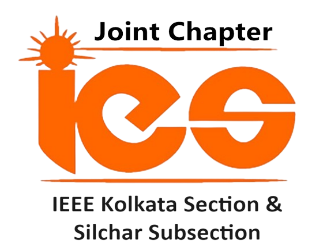 Joint Chapter
ies
IEEE Kolkata Section &
Silchar Subsection